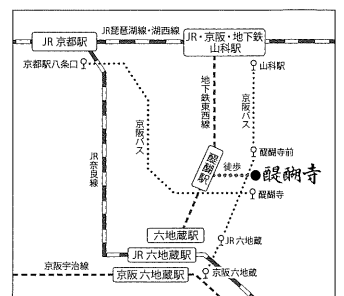 JR琵琶湖線・湖西線
JR 京都駅
JR・京阪・地下鉄
山科駅
京都駅八条口
山科駅
地下鉄東西線
京阪バス
京阪バス
JR奈良線
醍醐寺前
醍醐駅
徒歩
醍醐寺
醍醐寺
六地蔵駅
JR 六地蔵
JR 六地蔵駅
京阪宇治線
京阪 六地蔵駅
京阪六地蔵